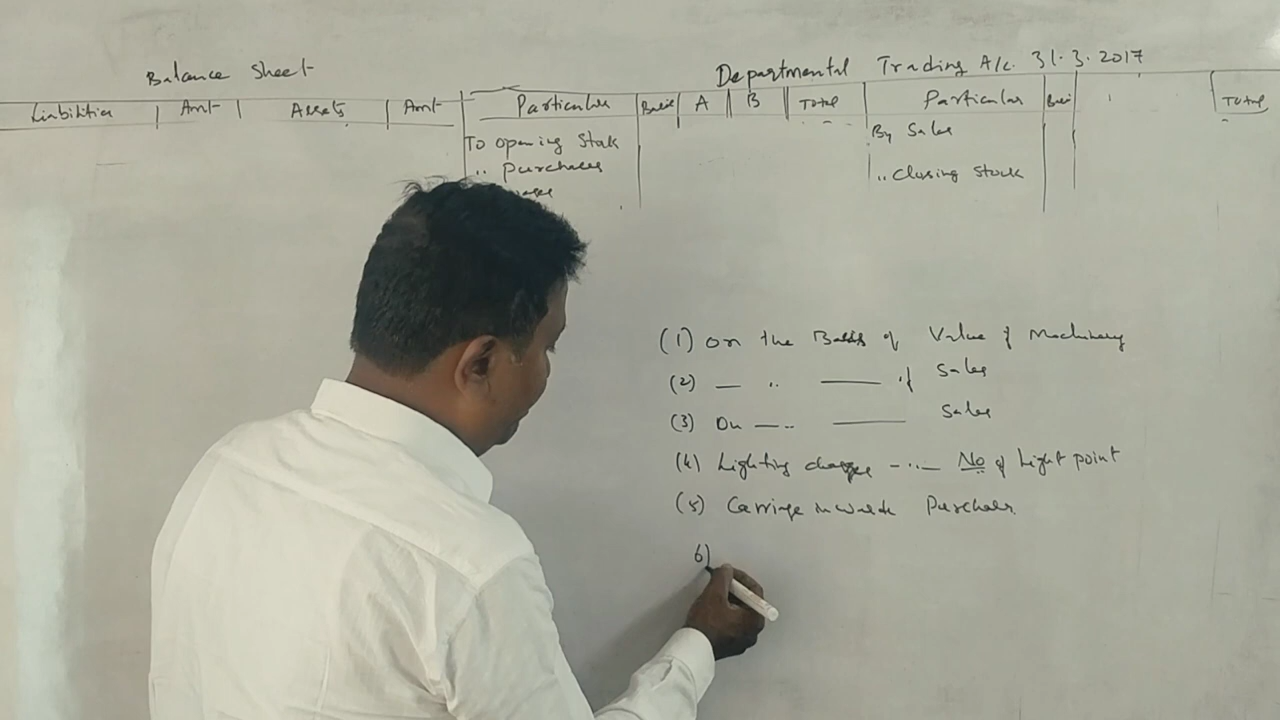 Balance Sheet
Liabilities Amt Assets Amt
Departmental Trading A/c. 31.3.2017
Particulars Basis A B Total Particulars Basis Total
To opening Stock By Sales
.. purchases .. Closing Stock
(1) On the Basis of Value of Machinery
(2) — .. — of Sales
(3) On — .. — Sales
(4) Lighting charges - .. — No of Light point
(5) Carriage inwards Purchases.
6)